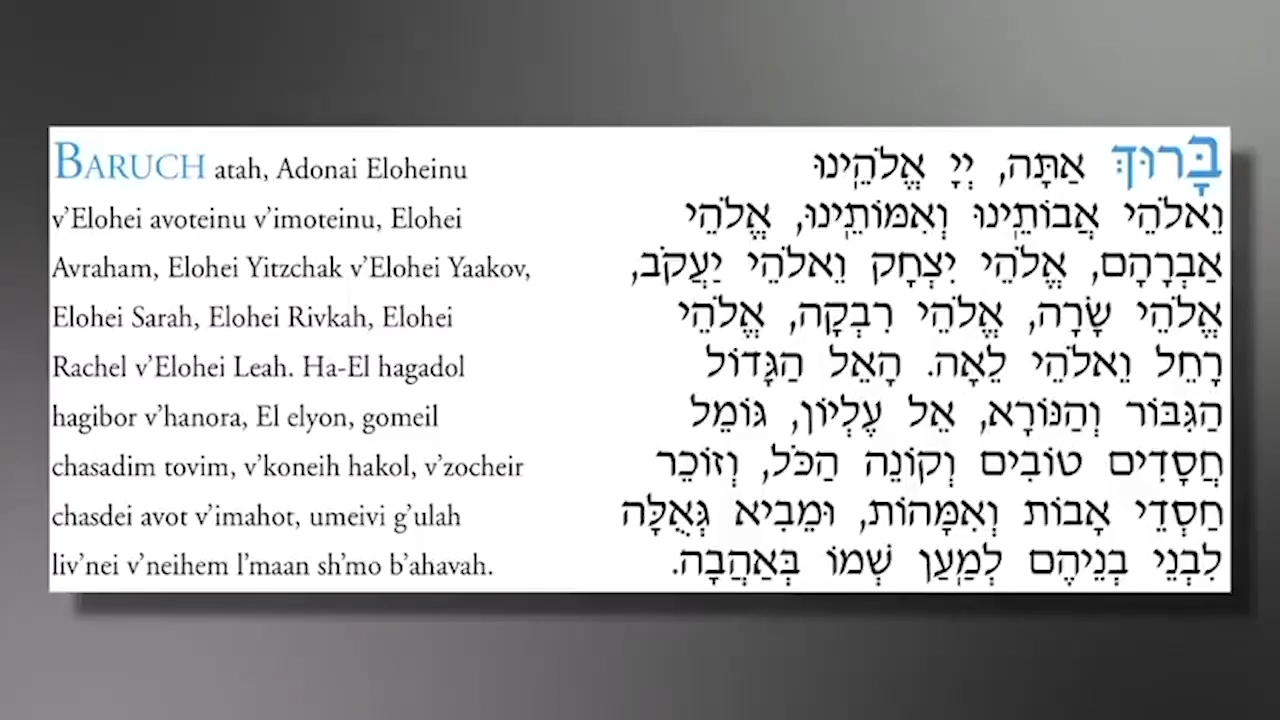 BARUCH atah, Adonai Eloheinu
v’Elohei avoteinu v’imoteinu, Elohei
Avraham, Elohei Yitzchak v’Elohei Yaakov,
Elohei Sarah, Elohei Rivkah, Elohei
Rachel v’Elohei Leah. Ha-El hagadol
hagibor v’hanora, El elyon, gomeil
chasadim tovim, v’koneih hakol, v’zocheir
chasdei avot v’imahot, umeivi g’ulah
liv’nei v’neihem l’maan sh’mo b’ahavah.
בָּרוּךְ אַתָּה, יְיָ אֱלֹהֵֽינוּ
וֵאלֹהֵי אֲבוֹתֵֽינוּ וְאִמּוֹתֵֽינוּ, אֱלֹהֵי
אַבְרָהָם, אֱלֹהֵי יִצְחָק וֵאלֹהֵי יַעֲקֹב,
אֱלֹהֵי שָׂרָה, אֱלֹהֵי רִבְקָה, אֱלֹהֵי
רָחֵל וֵאלֹהֵי לֵאָה. הָאֵל הַגָּדוֹל
הַגִּבּוֹר וְהַנּוֹרָא, אֵל עֶלְיוֹן, גּוֹמֵל
חֲסָדִים טוֹבִים וְקוֹנֵה הַכֹּל, וְזוֹכֵר
חַסְדֵי אָבוֹת וְאִמָּהוֹת, וּמֵבִיא גְּאֻלָּה
לִבְנֵי בְנֵיהֶם לְמַֽעַן שְׁמוֹ בְּאַהֲבָה.